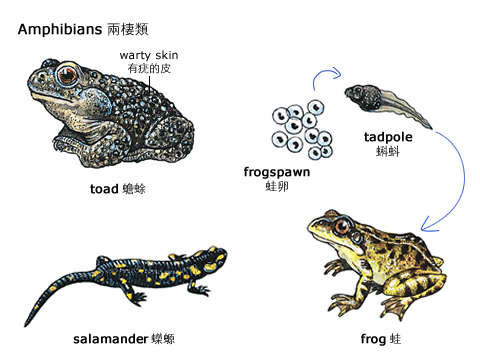 Amphibians 兩棲類
warty skin
有疣的皮
toad 蟾蜍
frogspawn
蛙卵
tadpole
蝌蚪
salamander 蠑螈
frog 蛙